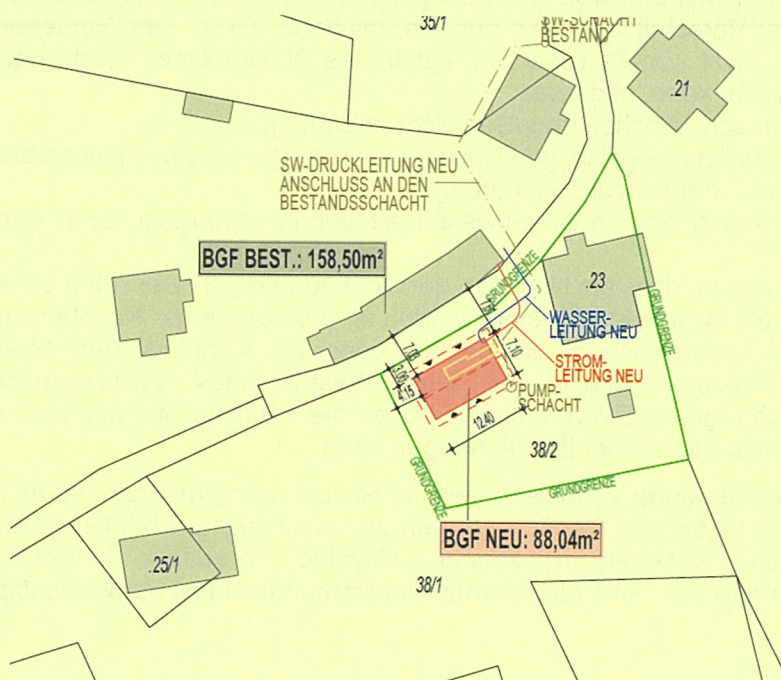 35/1
SW-SCHACHT
BESTAND
.21
SW-DRUCKLEITUNG NEU
ANSCHLUSS AN DEN
BESTANDSSCHACHT
BGF BEST.: 158,50m²
GRUNDGRENZE
.23
GRUNDGRENZE
WASSER-
LEITUNG NEU
7,03
7,10
3,00
4,15
STROM-
LEITUNG NEU
PUMP-
SCHACHT
12,40
38/2
GRUNDGRENZE
GRUNDGRENZE
BGF NEU: 88,04m²
.25/1
38/1